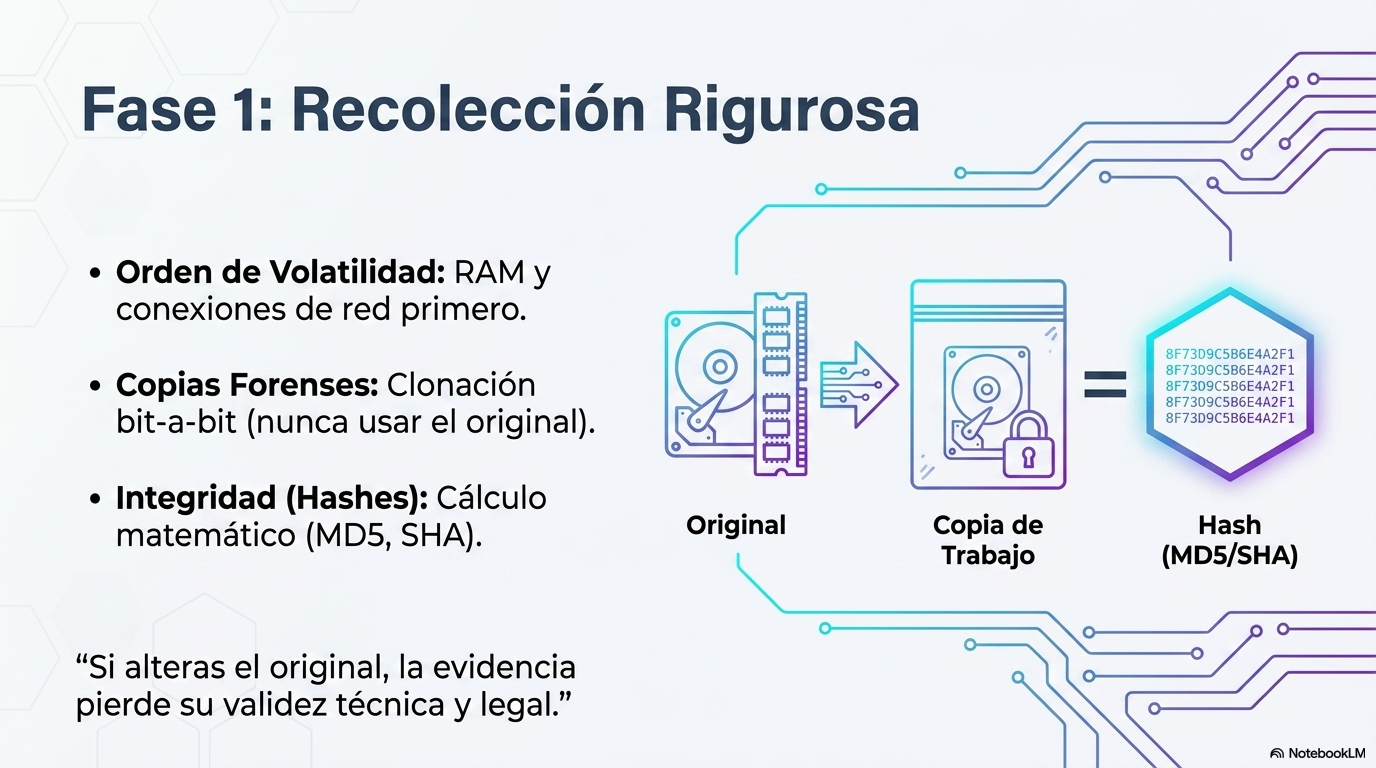 Fase 1: Recolección Rigurosa
• Orden de Volatilidad: RAM y
conexiones de red primero.
• Copias Forenses: Clonación
bit-a-bit (nunca usar el original).
• Integridad (Hashes): Cálculo
matemático (MD5, SHA).
“Si alteras el original, la evidencia
pierde su validez técnica y legal.”
Original
Copia de
Trabajo
=
8F73D9C5B6E4A2F1
8F73D9C5B6E4A2F1
8F73D9C5B6E4A2F1
8F73D9C5B6E4A2F1
8F73D9C5B6E4A2F1
Hash
(MD5/SHA)
NotebookLM